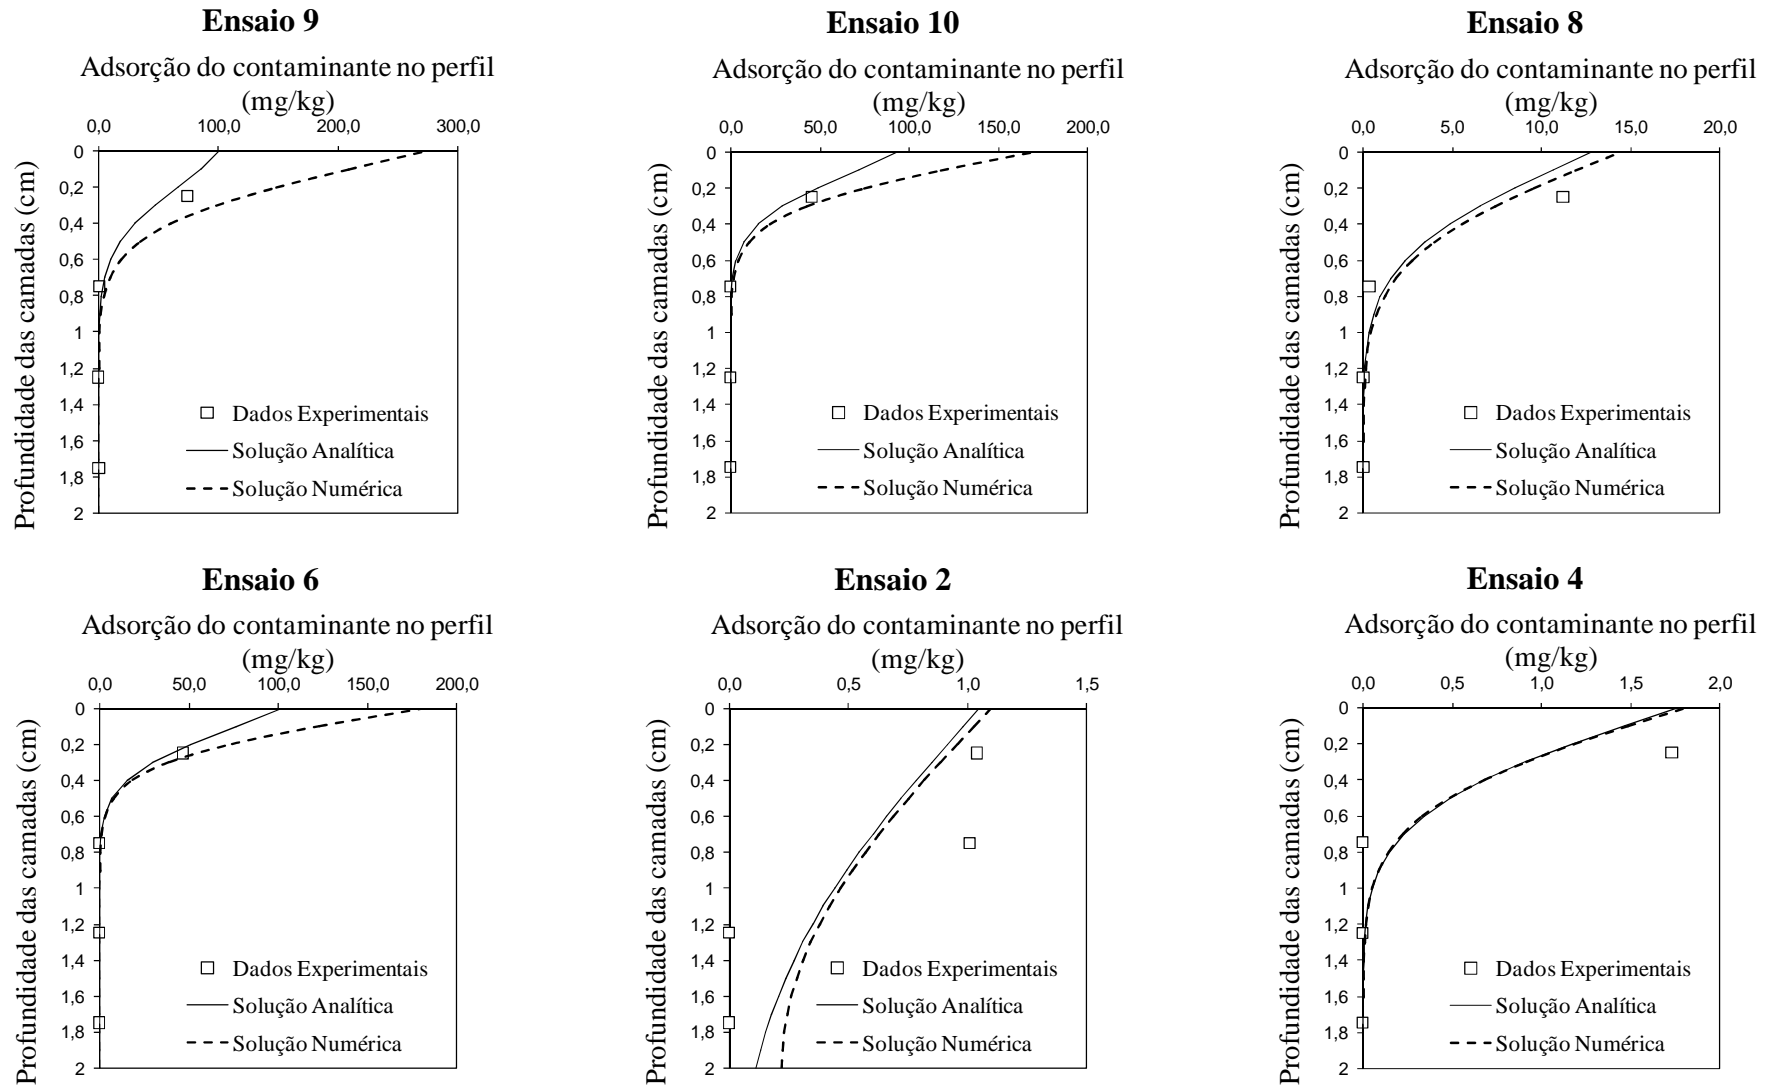 Ensaio 9
Adsorção do contaminante no perfil
(mg/kg)
0,0 100,0 200,0 300,0
Profundidade das camadas (cm)
0
0,2
0,4
0,6
0,8
1
1,2
1,4
1,6
1,8
2
Dados Experimentais
Solução Analítica
Solução Numérica
Ensaio 10
Adsorção do contaminante no perfil
(mg/kg)
0,0 50,0 100,0 150,0 200,0
Profundidade das camadas (cm)
0
0,2
0,4
0,6
0,8
1
1,2
1,4
1,6
1,8
2
Dados Experimentais
Solução Analítica
Solução Numérica
Ensaio 8
Adsorção do contaminante no perfil
(mg/kg)
0,0 5,0 10,0 15,0 20,0
Profundidade das camadas (cm)
0
0,2
0,4
0,6
0,8
1
1,2
1,4
1,6
1,8
2
Dados Experimentais
Solução Analítica
Solução Numérica
Ensaio 6
Adsorção do contaminante no perfil
(mg/kg)
0,0 50,0 100,0 150,0 200,0
Profundidade das camadas (cm)
0
0,2
0,4
0,6
0,8
1
1,2
1,4
1,6
1,8
2
Dados Experimentais
Solução Analítica
Solução Numérica
Ensaio 2
Adsorção do contaminante no perfil
(mg/kg)
0,0 0,5 1,0 1,5
Profundidade das camadas (cm)
0
0,2
0,4
0,6
0,8
1
1,2
1,4
1,6
1,8
2
Dados Experimentais
Solução Analítica
Solução Numérica
Ensaio 4
Adsorção do contaminante no perfil
(mg/kg)
0,0 0,5 1,0 1,5 2,0
Profundidade das camadas (cm)
0
0,2
0,4
0,6
0,8
1
1,2
1,4
1,6
1,8
2
Dados Experimentais
Solução Analítica
Solução Numérica